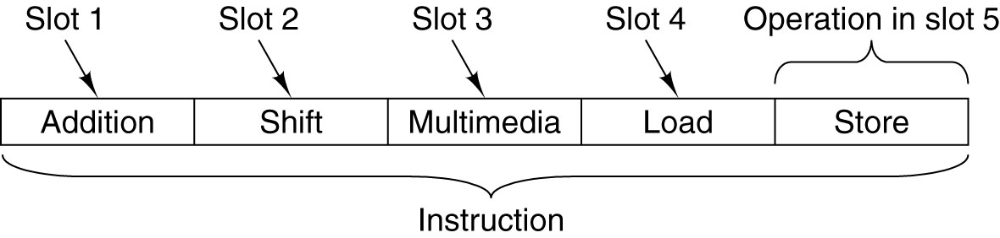 Slot 1 Slot 2 Slot 3 Slot 4 Operation in slot 5
Addition Shift Multimedia Load Store
Instruction